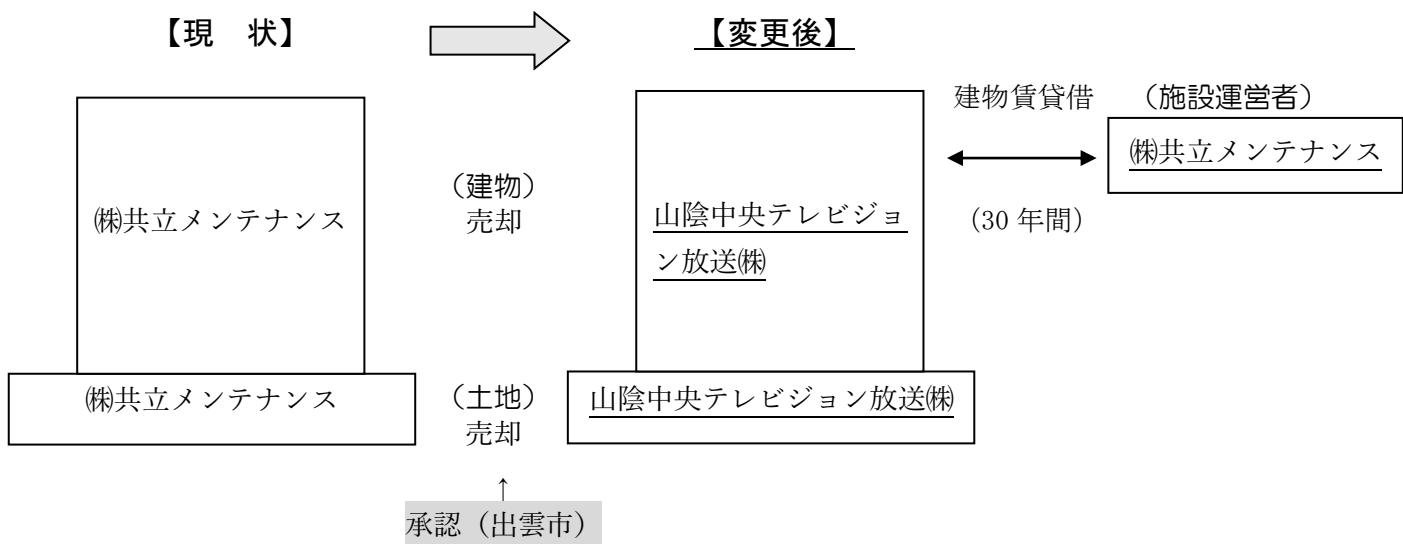 【現　状】
【変更後】
㈱共立メンテナンス
㈱共立メンテナンス
（建物）
売却
（土地）
売却
↑
承認（出雲市）
山陰中央テレビジョ
ン放送㈱
山陰中央テレビジョン放送㈱
建物賃貸借
（30 年間）
（施設運営者）
㈱共立メンテナンス